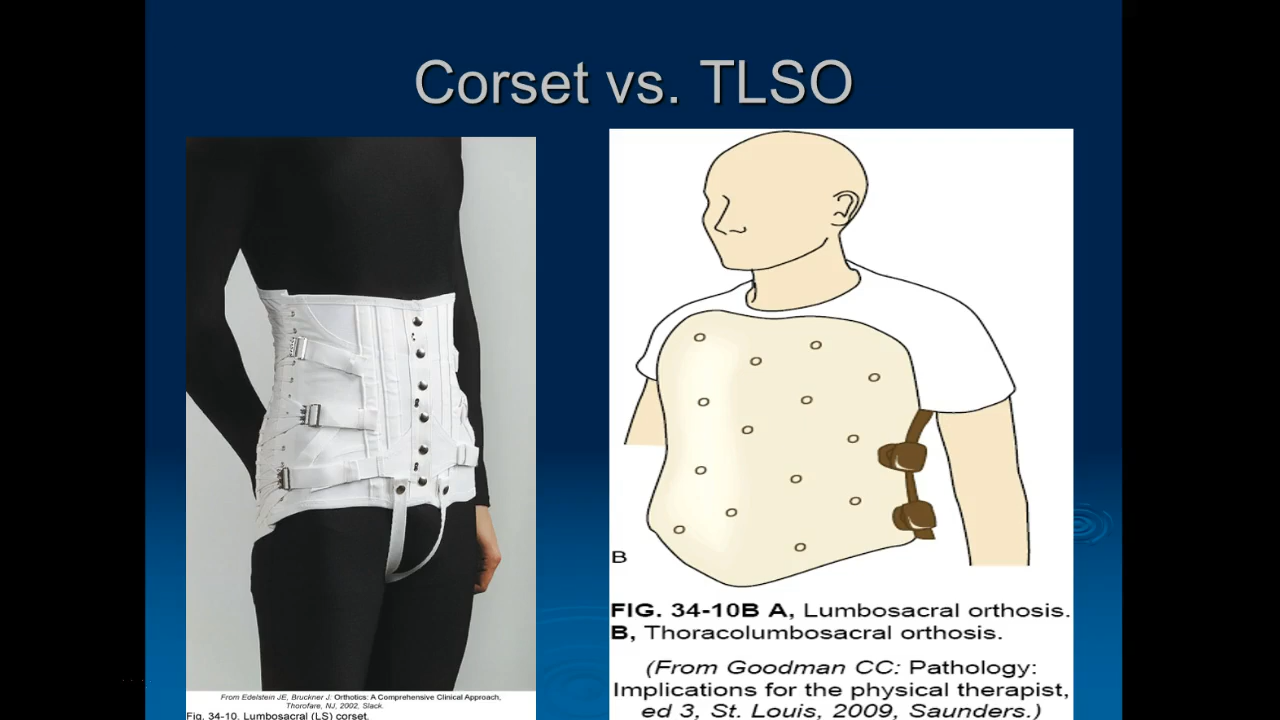 Corset vs. TLSO
From Edelstein JE, Bruckner J: Orthotics: A Comprehensive Clinical Approach,
Thorofare, NJ, 2002, Slack.
Fig. 34-10. Lumbosacral (LS) corset.
B
FIG. 34-10B A, Lumbosacral orthosis.
B, Thoracolumbosacral orthosis.
(From Goodman CC: Pathology:
Implications for the physical therapist,
ed 3, St. Louis, 2009, Saunders.)